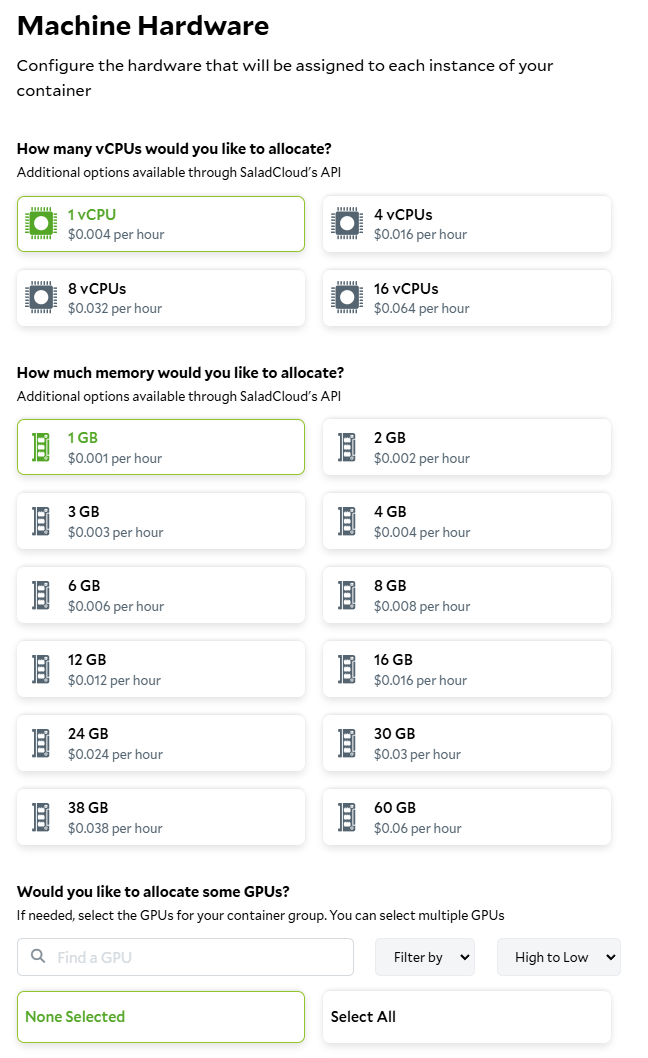 Machine Hardware
Configure the hardware that will be assigned to each instance of your
container
How many vCPUs would you like to allocate?
Additional options available through SaladCloud's API
1 vCPU
$0.004 per hour
4 vCPUs
$0.016 per hour
8 vCPUs
$0.032 per hour
16 vCPUs
$0.064 per hour
How much memory would you like to allocate?
Additional options available through SaladCloud's API
1 GB
$0.001 per hour
2 GB
$0.002 per hour
3 GB
$0.003 per hour
4 GB
$0.004 per hour
6 GB
$0.006 per hour
8 GB
$0.008 per hour
12 GB
$0.012 per hour
16 GB
$0.016 per hour
24 GB
$0.024 per hour
30 GB
$0.03 per hour
38 GB
$0.038 per hour
60 GB
$0.06 per hour
Would you like to allocate some GPUs?
If needed, select the GPUs for your container group. You can select multiple GPUs
Find a GPU
Filter by
High to Low
None Selected
Select All